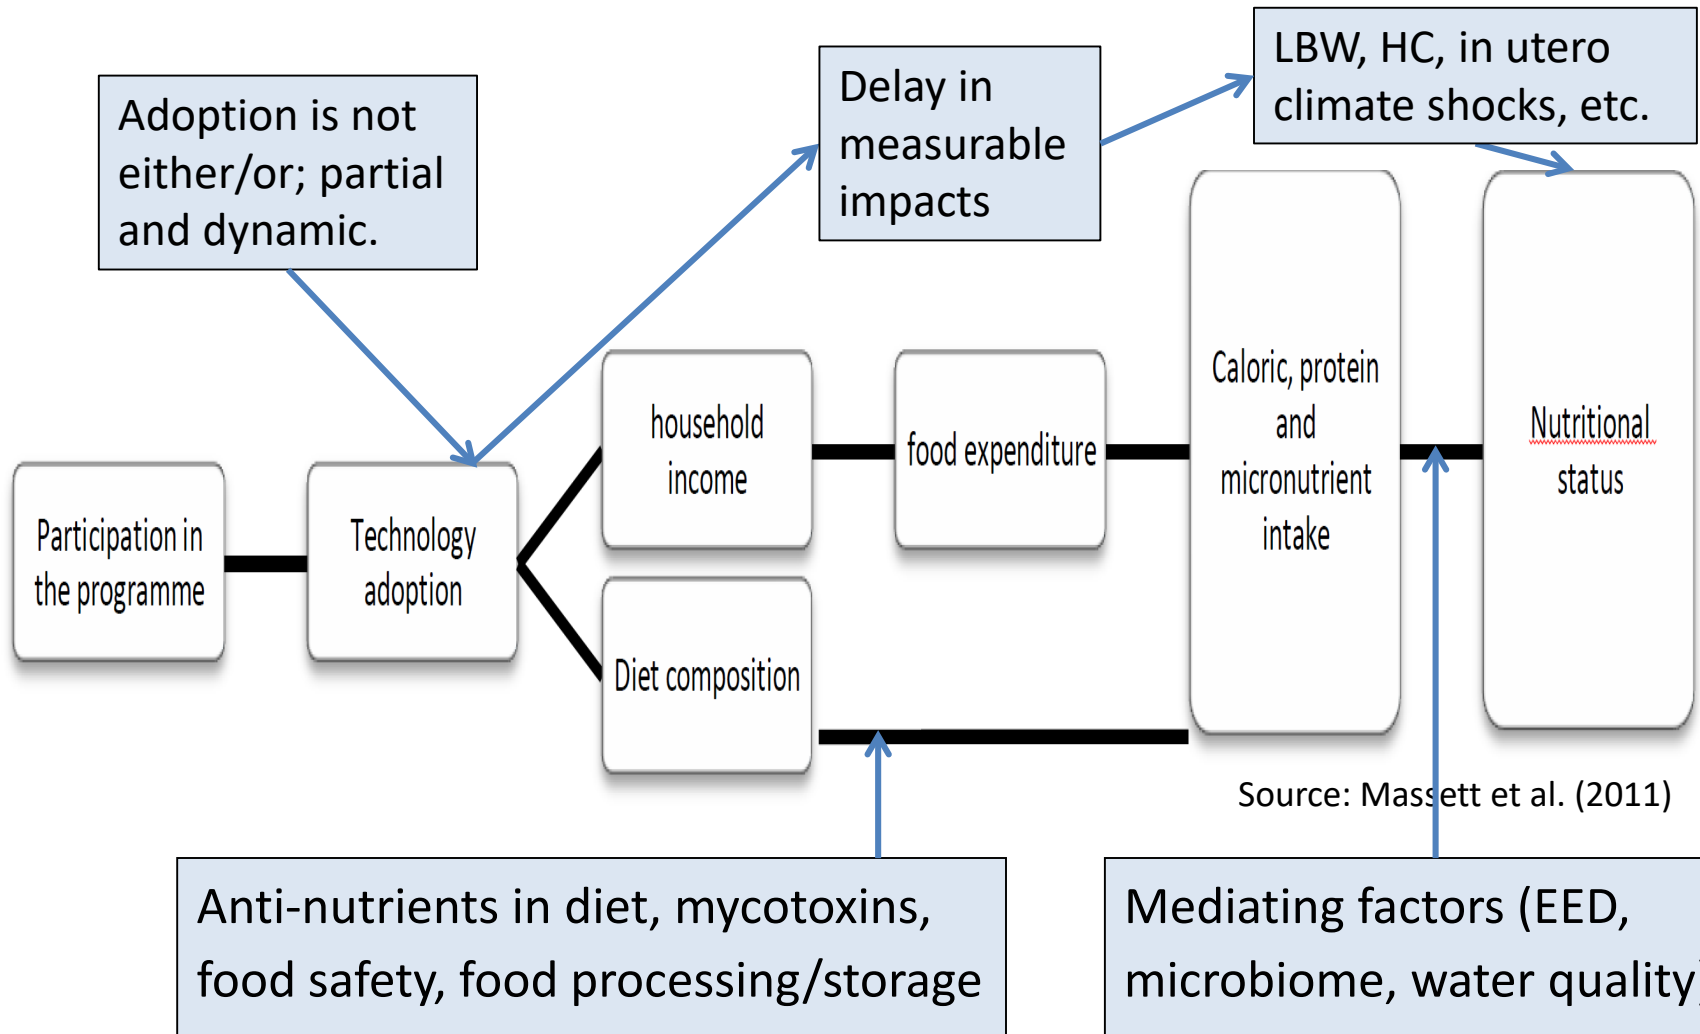 Adoption is not
either/or; partial
and dynamic.
Delay in
measurable
impacts
LBW, HC, in utero
climate shocks, etc.
Participation in
the programme
Technology
adoption
household
income
food expenditure
Diet composition
Caloric, protein
and
micronutrient
intake
Nutritional
status
Source: Massett et al. (2011)
Anti-nutrients in diet, mycotoxins,
food safety, food processing/storage
Mediating factors (EED,
microbiome, water quality)